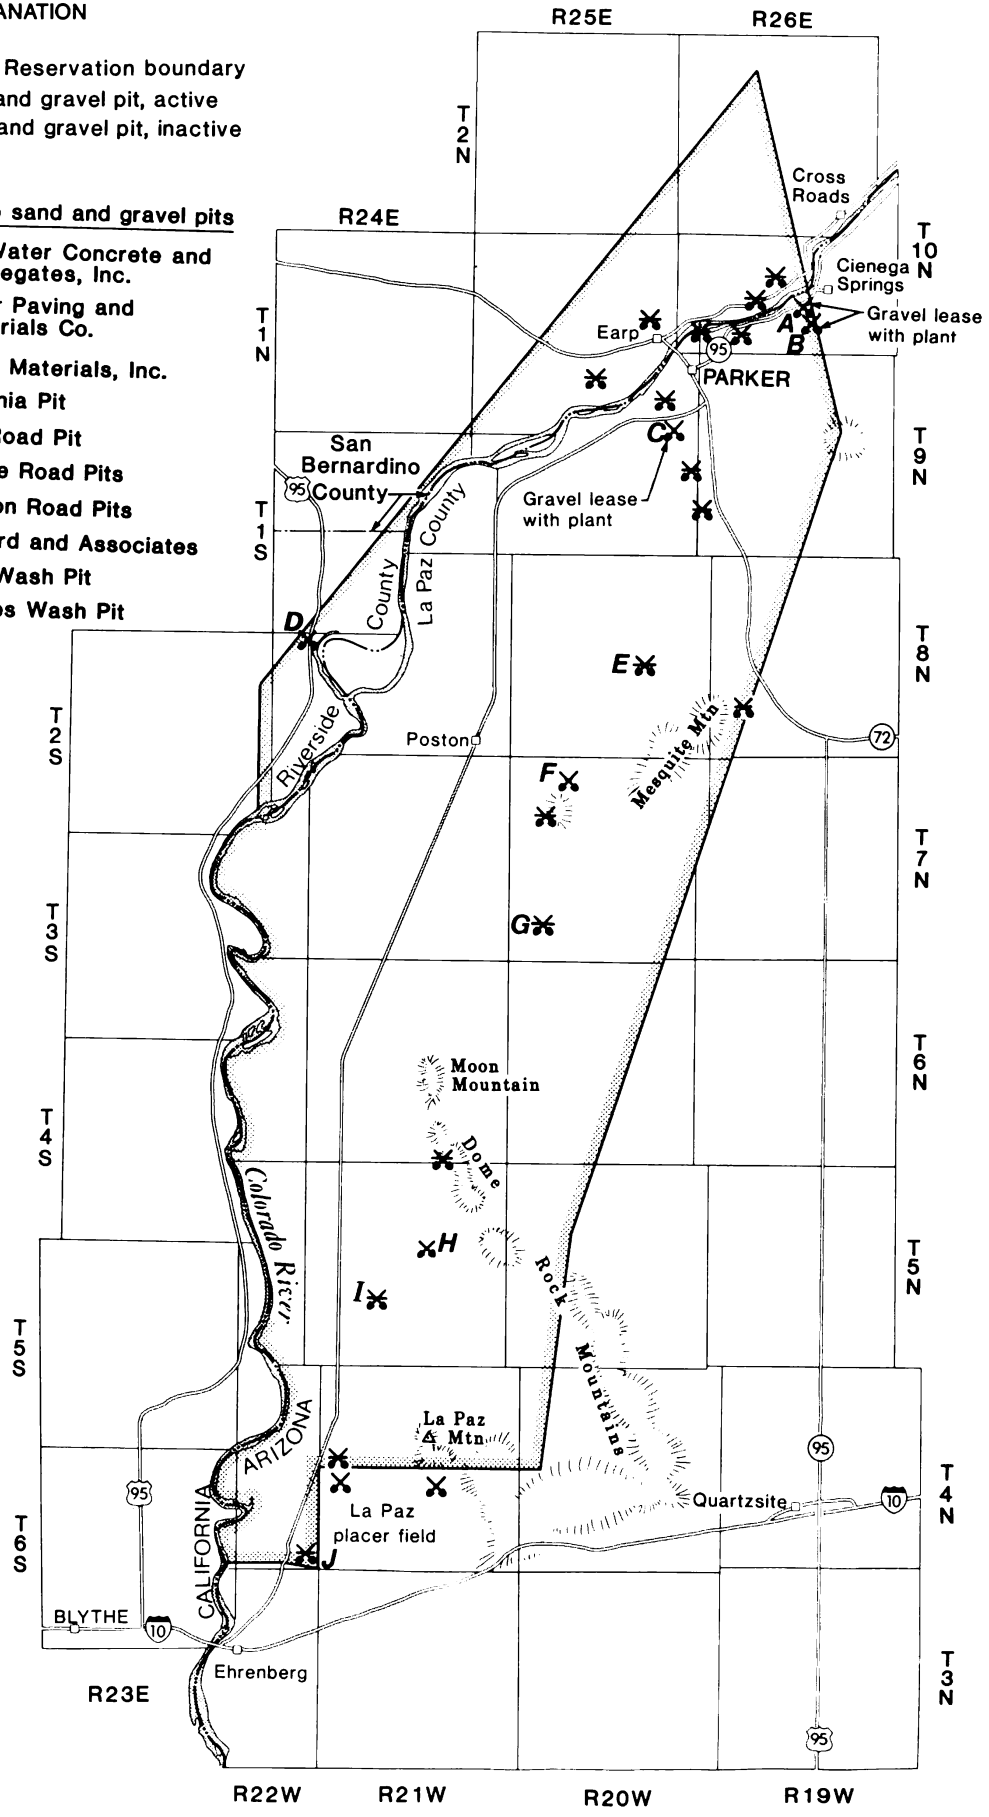 ANATION
Reservation boundary
and gravel pit, active
and gravel pit, inactive
sand and gravel pits
Water Concrete and
egates, Inc.
Paving and
rials Co.
Materials, Inc.
nia Pit
Road Pit
e Road Pits
on Road Pits
rd and Associates
Wash Pit
os Wash Pit
R25E
R26E
T
2
N
Cross
Roads
R24E
T
10
N
Cienega
Springs
T
1
N
Earp
A
B
Gravel lease
with plant
95
PARKER
C
T
9
N
San
Bernardino
County
95
Gravel lease
with plant
T
1
S
County
La Paz County
D
E
T
8
N
T
2
S
Riverside
Poston
Mesquite Mtn
72
F
T
7
N
G
T
3
S
T
6
N
Moon
Mountain
T
4
S
Dome
Colorado River
H
Rock
T
5
N
I
T
5
S
Mountains
La Paz
Mtn
ARIZONA
95
95
T
4
N
Quartzsite
10
CALIFORNIA
La Paz
placer field
T
6
S
J
BLYTHE
10
Ehrenberg
T
3
N
R23E
95
R22W
R21W
R20W
R19W